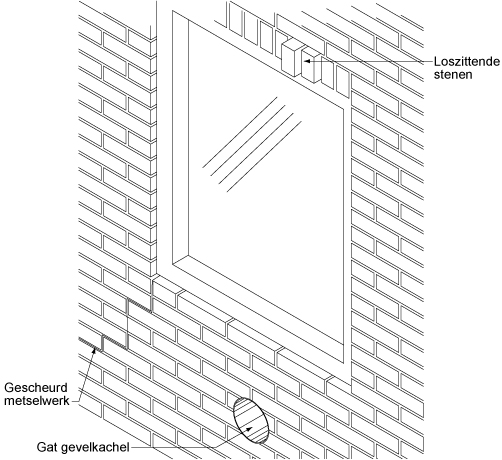 Loszittende
stenen
Gescheurd
metselwerk
Gat gevelkachel